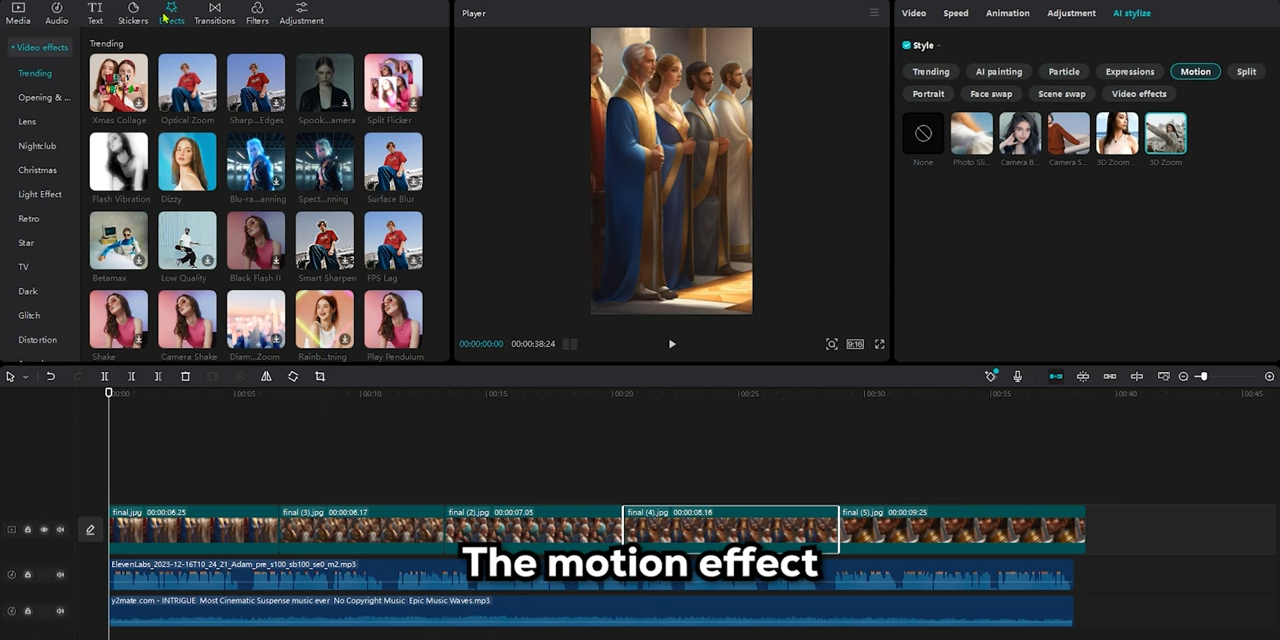 Media Audio Text Stickers Effects Transitions Filters Adjustment
Video effects
Trending
Opening & ...
Lens
Nightclub
Christmas
Light Effect
Retro
Star
TV
Dark
Glitch
Distortion
Trending
Xmas Collage Optical Zoom Sharp...Edges Spook...amera Split Flicker
Flash Vibration Dizzy Blu-ra...anning Spect...nning Surface Blur
Betamax Low Quality Black Flash II Smart Sharpen FPS Lag
Shake Camera Shake Diam...Zoom Rainb...tning Play Pendulum
Player
00:00:00:00 00:00:38:24
9:16
Video Speed Animation Adjustment AI stylize
Style
Trending AI painting Particle Expressions Motion Split
Portrait Face swap Scene swap Video effects
None Photo Sli... Camera B... Camera S... 3D Zoom ... 3D Zoom
00:00 00:05 00:10 00:15 00:20 00:25 00:30 00:35 00:40 00:45
final.jpg 00:00:06:25 final (3).jpg 00:00:06:17 final (2).jpg 00:00:07:05 final (4).jpg 00:00:08:16 final (5).jpg 00:00:09:25
The motion effect
ElevenLabs_2023-12-16T10_24_21_Adam_pre_s100_sb100_se0_m2.mp3
y2mate.com - INTRIGUE Most Cinematic Suspense music ever No Copyright Music Epic Music Waves.mp3